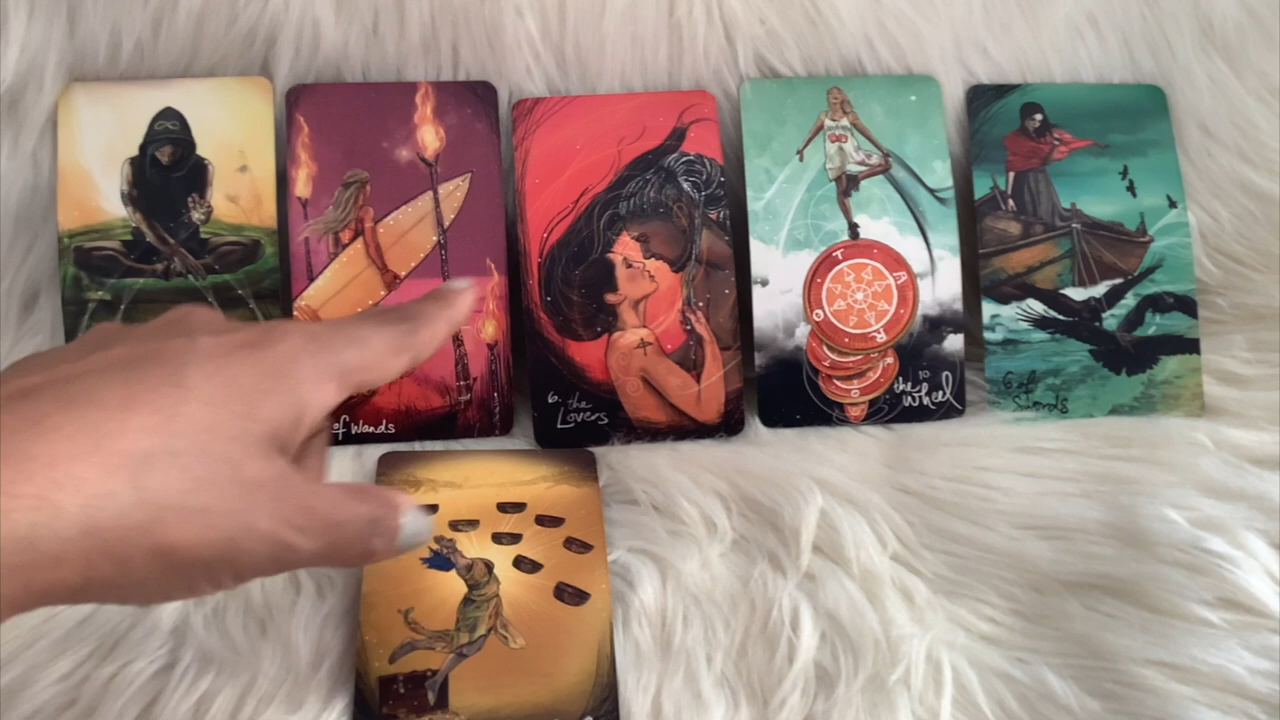 of Wands
6. the
Lovers
TARO
10.
the
Wheel
6 of
Swords